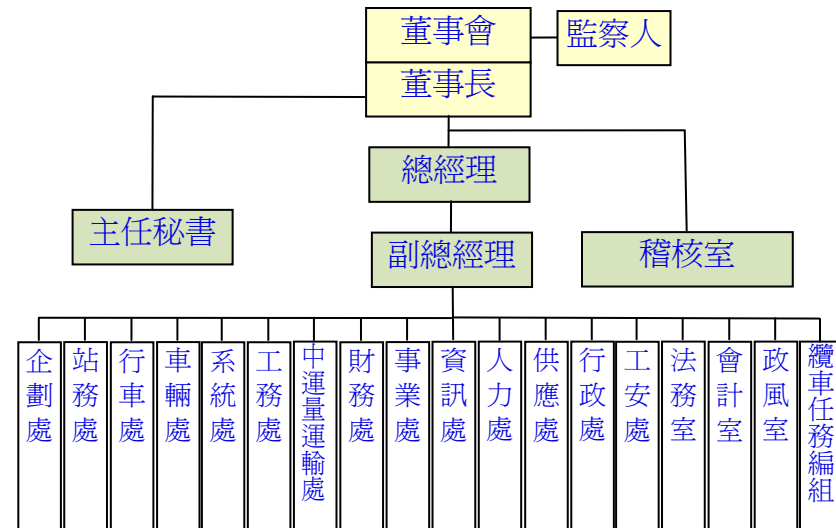 董事會
監察人
董事長
總經理
主任秘書
副總經理
稽核室
企劃處
站務處
行車處
車輛處
系統處
工務處
中運量運輸處
財務處
事業處
資訊處
人力處
供應處
行政處
工安處
法務室
會計室
政風室
纜車任務編組